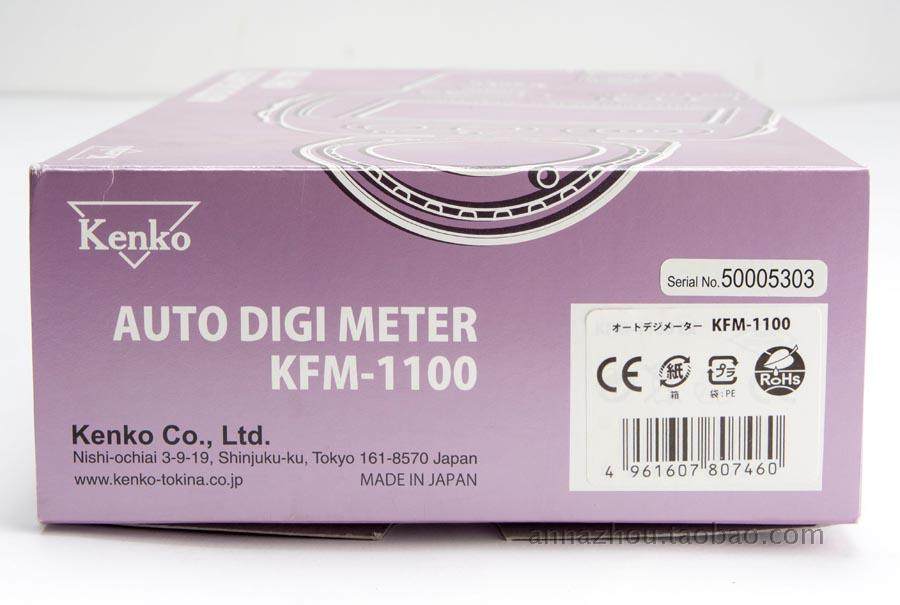 Kenko
AUTO DIGI METER
KFM-1100
Kenko Co., Ltd.
Nishi-ochiai 3-9-19, Shinjuku-ku, Tokyo 161-8570 Japan
www.kenko-tokina.co.jp MADE IN JAPAN
Serial No. 50005303
オートデジメーター KFM-1100
CE 紙 プラ RoHS
箱 袋:PE
4 961607 807460
annazhou.taobao.com